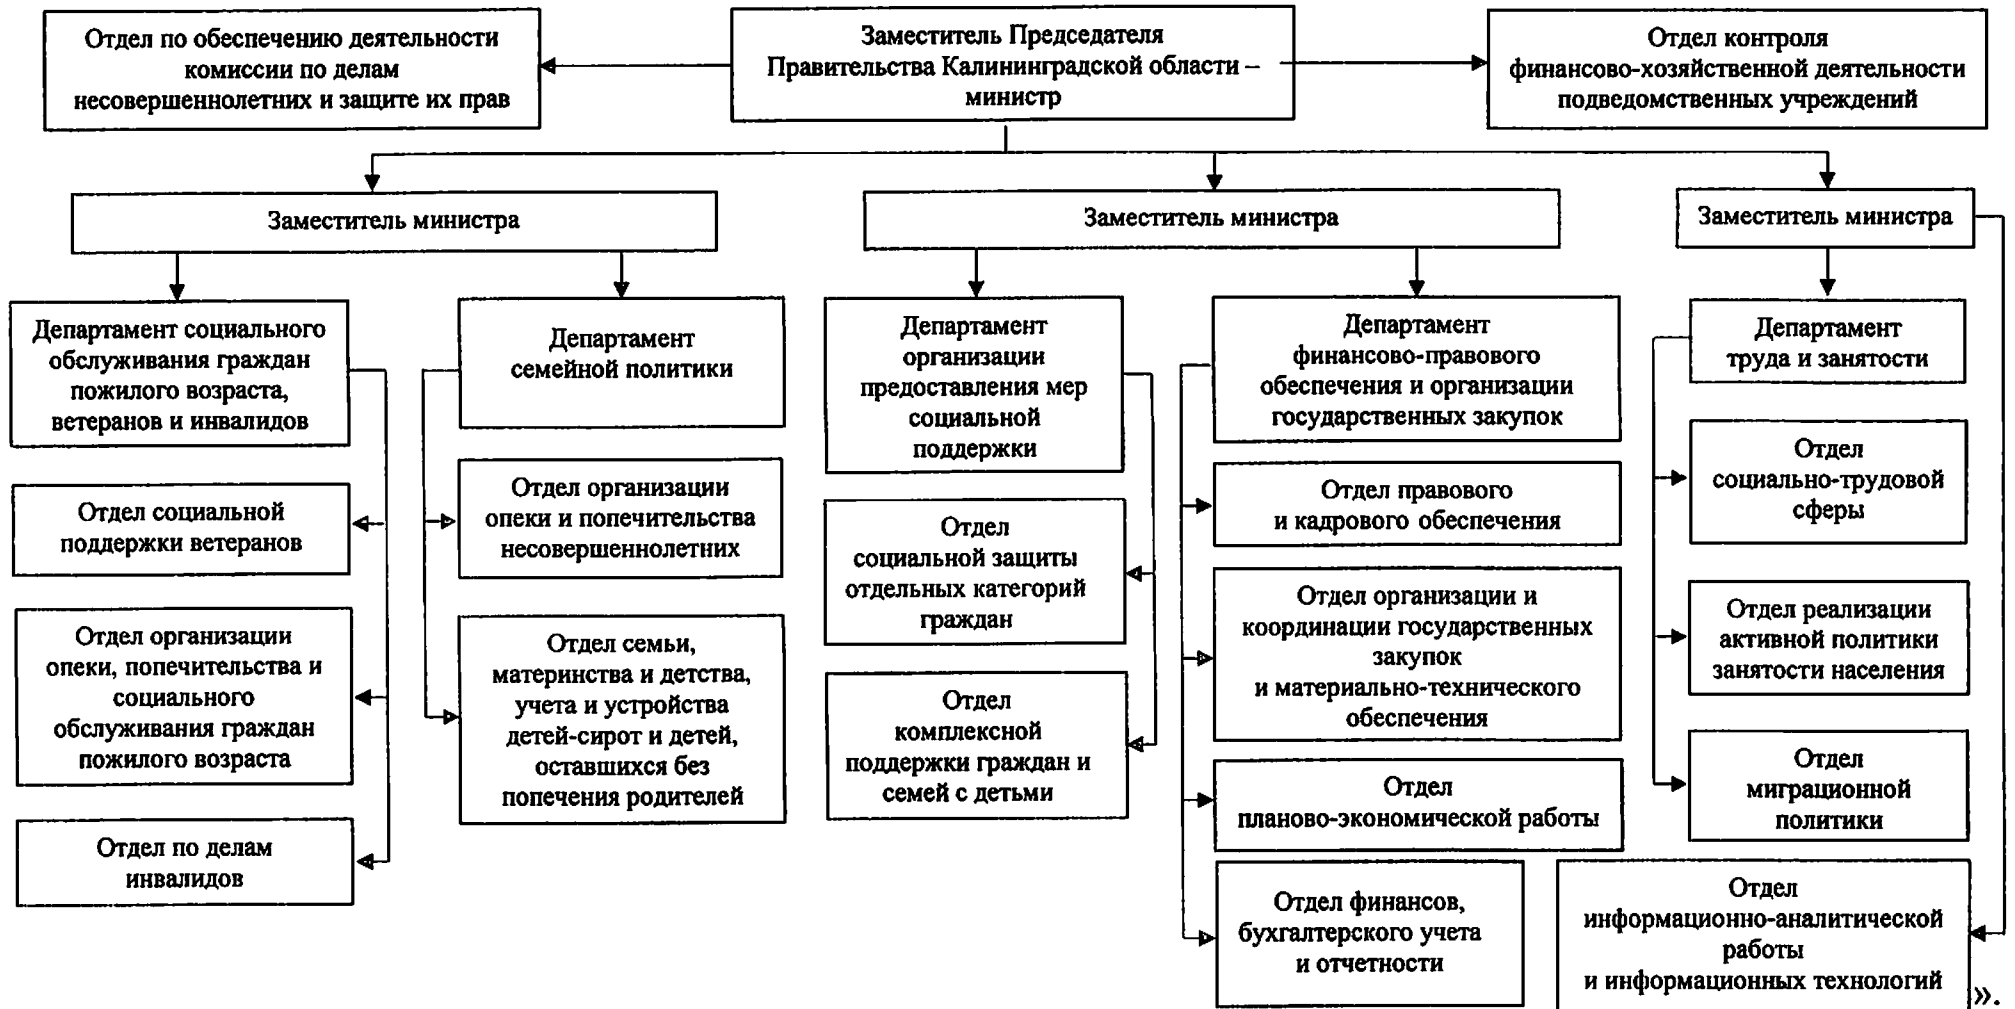 Отдел по обеспечению деятельности
комиссии по делам
несовершеннолетних и защите их прав
Заместитель Председателя
Правительства Калининградской области –
министр
Отдел контроля
финансово-хозяйственной деятельности
подведомственных учреждений
Заместитель министра
Заместитель министра
Заместитель министра
Департамент социального
обслуживания граждан
пожилого возраста,
ветеранов и инвалидов
Отдел социальной
поддержки ветеранов
Отдел организации
опеки, попечительства и
социального
обслуживания граждан
пожилого возраста
Отдел по делам
инвалидов
Департамент
семейной политики
Отдел организации
опеки и попечительства
несовершеннолетних
Отдел семьи,
материнства и детства,
учета и устройства
детей-сирот и детей,
оставшихся без
попечения родителей
Департамент
организации
предоставления мер
социальной
поддержки
Отдел
социальной защиты
отдельных категорий
граждан
Отдел
комплексной
поддержки граждан и
семей с детьми
Департамент
финансово-правового
обеспечения и организации
государственных закупок
Отдел правового
и кадрового обеспечения
Отдел организации и
координации государственных
закупок
и материально-технического
обеспечения
Отдел
планово-экономической работы
Отдел финансов,
бухгалтерского учета
и отчетности
Департамент
труда и занятости
Отдел
социально-трудовой
сферы
Отдел реализации
активной политики
занятости населения
Отдел
миграционной
политики
Отдел
информационно-аналитической
работы
и информационных технологий
».